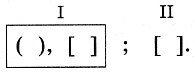 I II
( ), [ ] ; [ ].